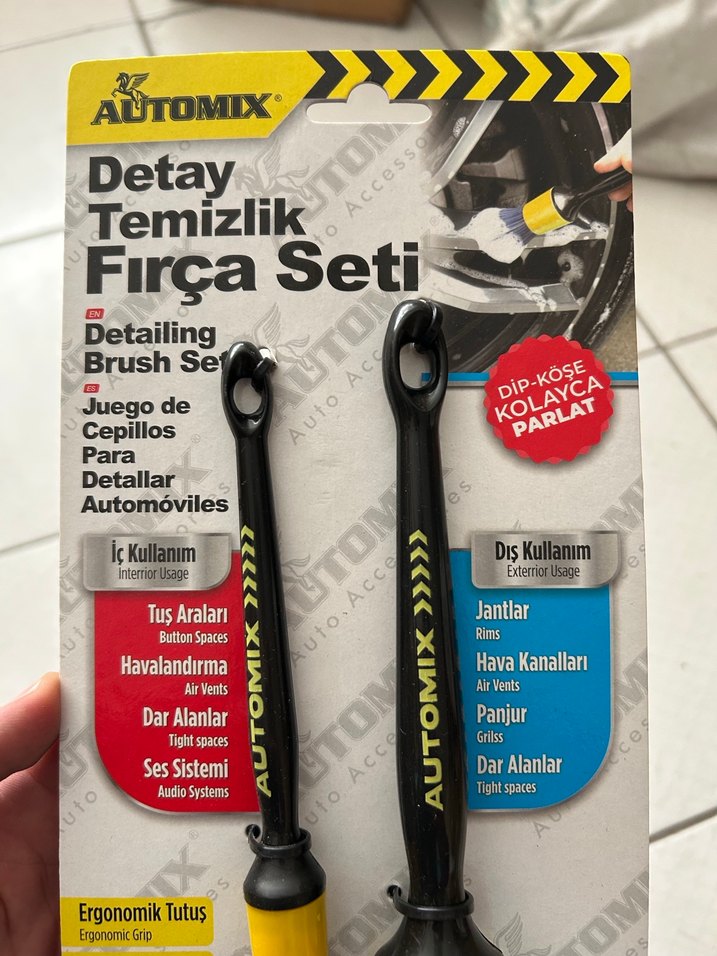 AUTOMIX®
Detay
Temizlik
Fırça Seti
EN
Detailing
Brush Set
ES
Juego de
Cepillos
Para
Detallar
Automóviles
DİP-KÖŞE
KOLAYCA
PARLAT
İç Kullanım
Interrior Usage
Tuş Araları
Button Spaces
Havalandırma
Air Vents
Dar Alanlar
Tight spaces
Ses Sistemi
Audio Systems
AUTOMIX
AUTOMIX
Dış Kullanım
Exterrior Usage
Jantlar
Rims
Hava Kanalları
Air Vents
Panjur
Grilss
Dar Alanlar
Tight spaces
Ergonomik Tutuş
Ergonomic Grip